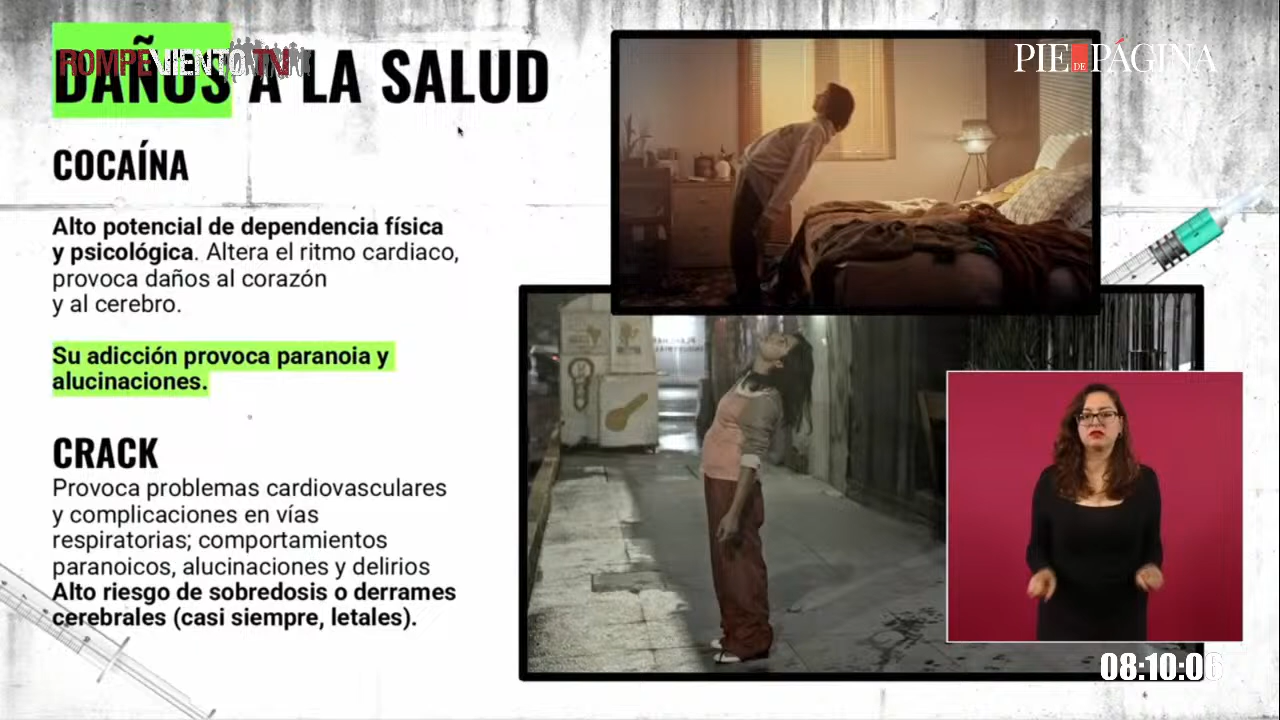 ROMPEVIENTO TV
DAÑOS A LA SALUD
PIE DE PÁGINA
COCAÍNA
Alto potencial de dependencia física
y psicológica. Altera el ritmo cardiaco,
provoca daños al corazón
y al cerebro.
Su adicción provoca paranoia y
alucinaciones.
CRACK
Provoca problemas cardiovasculares
y complicaciones en vías
respiratorias; comportamientos
paranoicos, alucinaciones y delirios
Alto riesgo de sobredosis o derrames
cerebrales (casi siempre, letales).
08:10:06